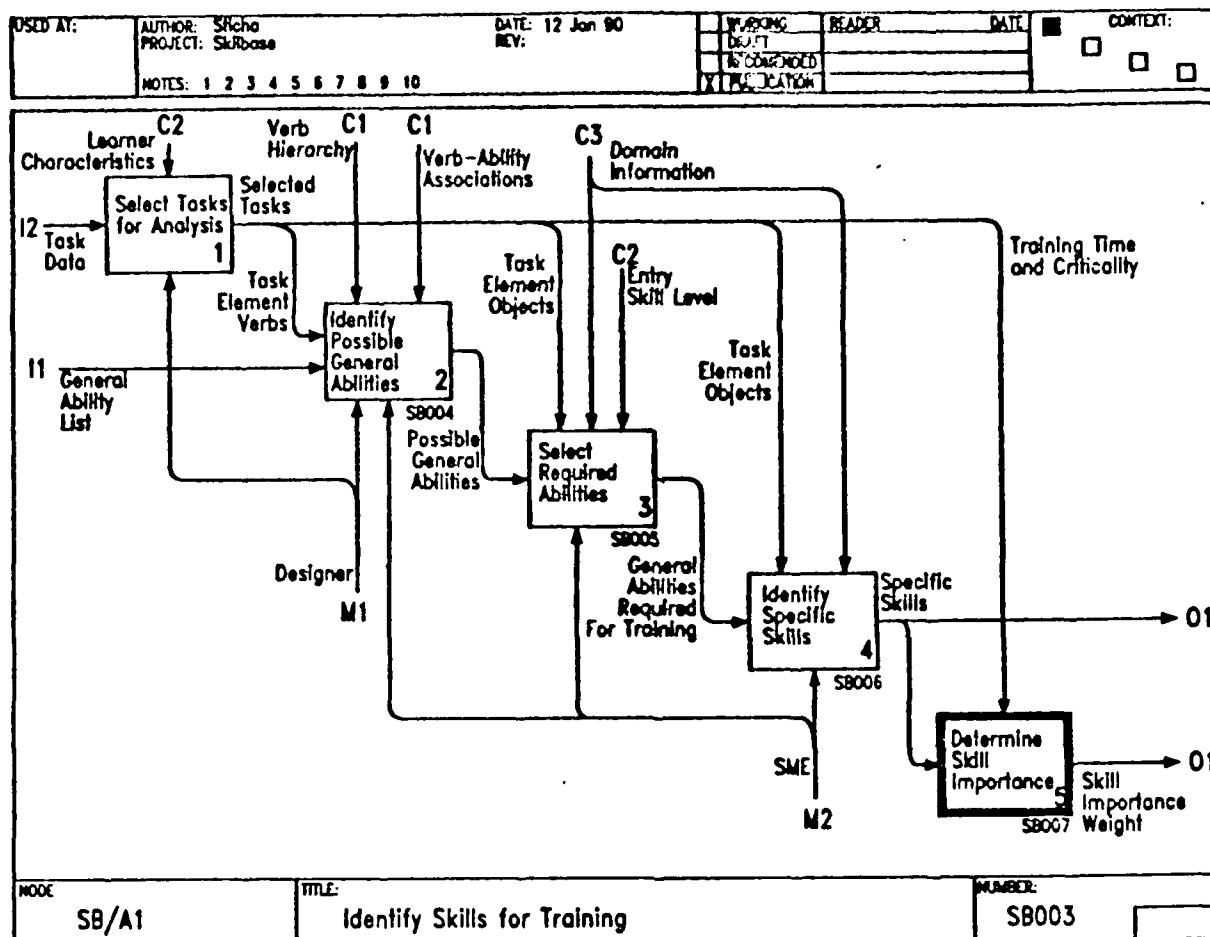 USED AT:
AUTHOR: Sticha
PROJECT: Skillbase
NOTES: 1 2 3 4 5 6 7 8 9 10
DATE: 12 Jan 90
REV:
WORKING
DRAFT
RECOMMENDED
X PUBLICATION
READER DATE
CONTEXT:
C2
Learner
Characteristics
Verb C1
Hierarchy
C1
Verb-Ability
Associations
C3 Domain
Information
Select Tasks
for Analysis
1
Selected
Tasks
I2
Task
Data
Task
Element
Verbs
Task
Element
Objects
C2
Entry
Skill Level
Training Time
and Criticality
I1
General
Ability
List
Identify
Possible
General
Abilities
2
SB004
Task
Element
Objects
Possible
General
Abilities
Select
Required
Abilities
3
SB005
Designer
M1
General
Abilities
Required
For Training
Identify
Specific
Skills
4
SB006
Specific
Skills
O1
SME
M2
Determine
Skill
Importance
5
SB007
Skill
Importance
Weight
O1
NODE
SB/A1
TITLE:
Identify Skills for Training
NUMBER:
SB003